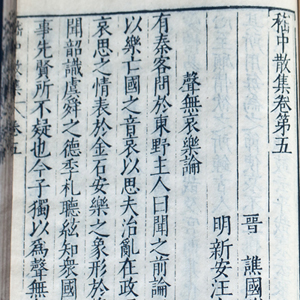 嵇中散集卷第五
晉 譙國
明 新安汪
聲無哀樂論
有秦客問於東野主人曰聞之前論
以樂亡國之音哀以思夫治亂在政
哀思之情表於金石安樂之象形於
聞韶識虞舜之德季札聽絃知衆國
事先賢所不疑也今子獨以爲聲無
嵇中散集 卷五